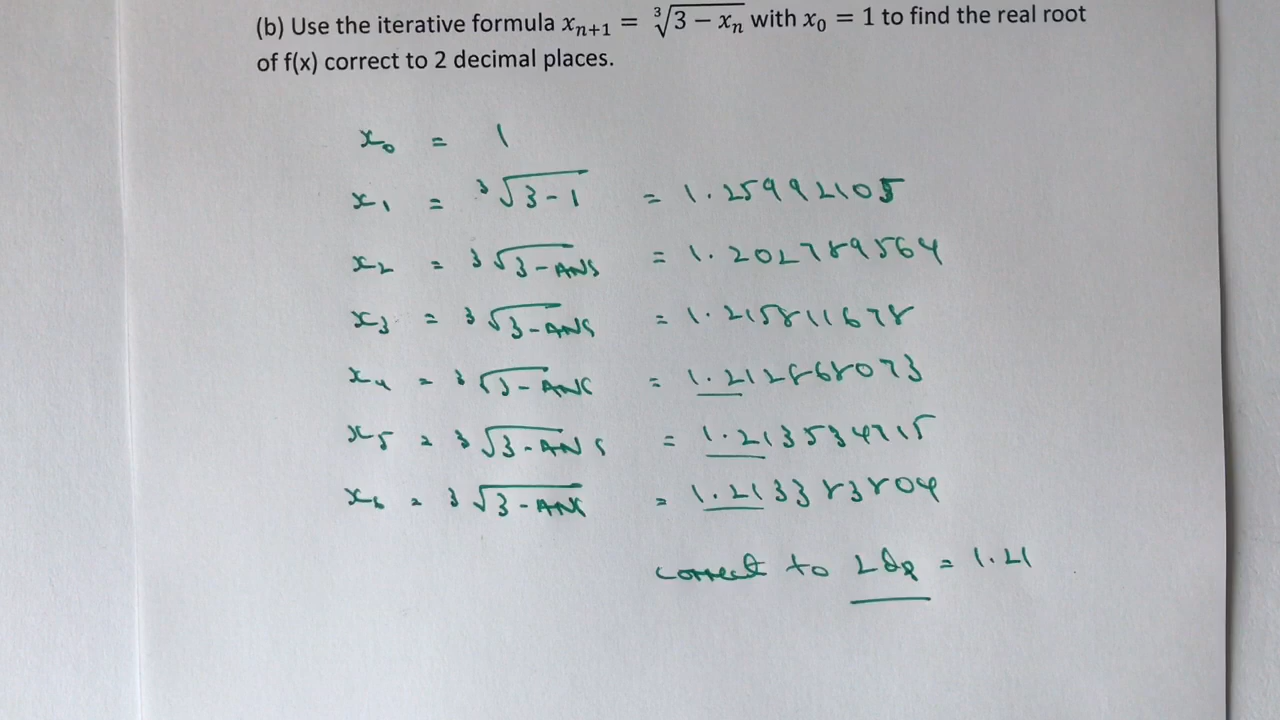 (b) Use the iterative formula xₙ₊₁ = ∛(3 − xₙ) with x₀ = 1 to find the real root
of f(x) correct to 2 decimal places.
x₀ = 1
x₁ = ∛(3-1) = 1.25992105
x₂ = ∛(3-ANS) = 1.202789564
x₃ = ∛(3-ANS) = 1.215811678
x₄ = ∛(3-ANS) = 1.212868073
x₅ = ∛(3-ANS) = 1.213534715
x₆ = ∛(3-ANS) = 1.213383804
correct to 2dp = 1.21